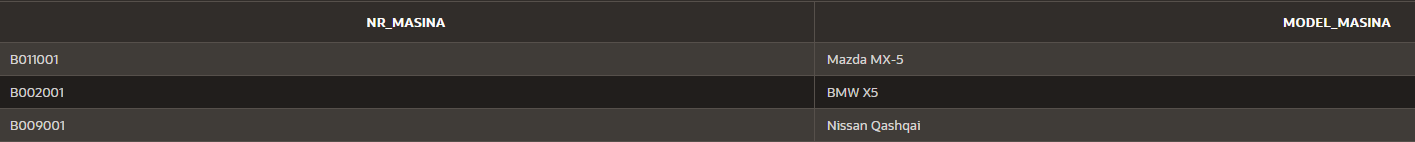 NR_MASINA MODEL_MASINA
B011001 Mazda MX-5
B002001 BMW X5
B009001 Nissan Qashqai